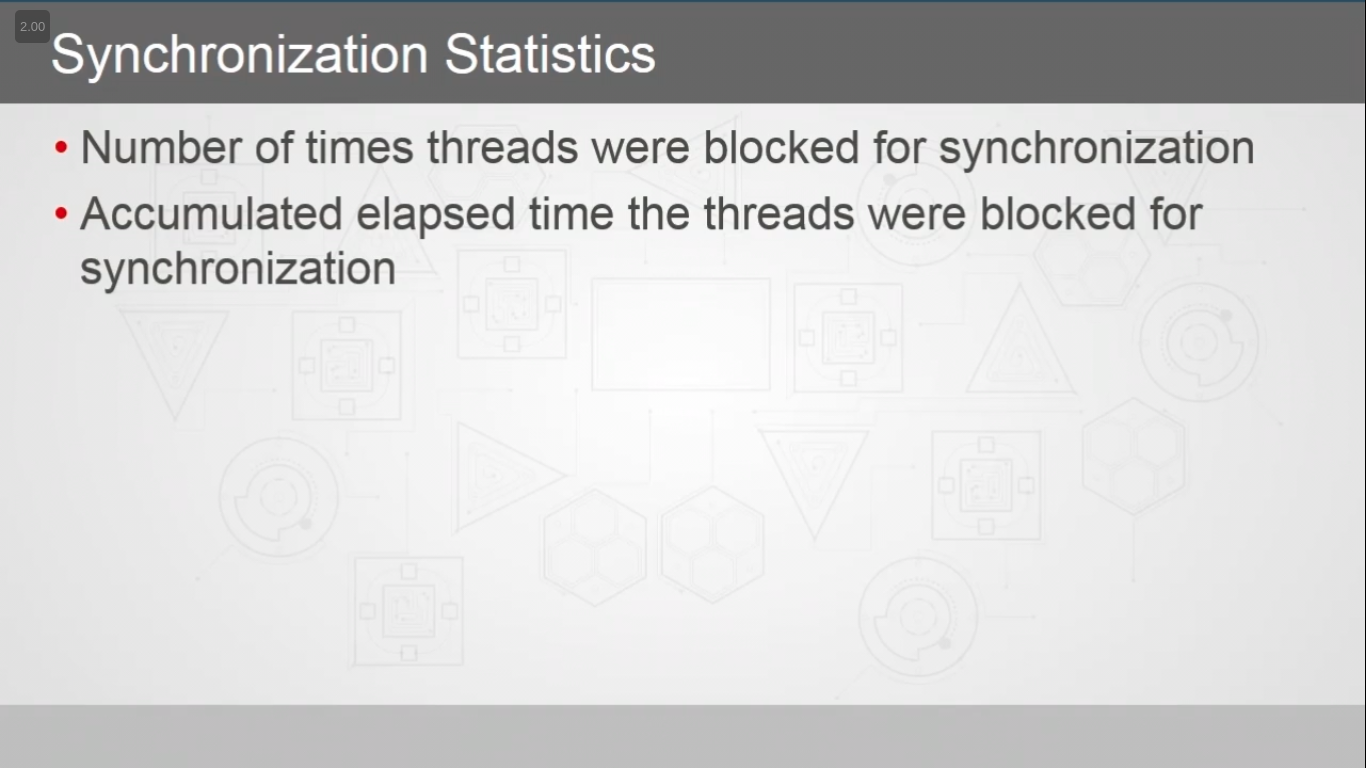 2.00
Synchronization Statistics
• Number of times threads were blocked for synchronization
• Accumulated elapsed time the threads were blocked for
synchronization